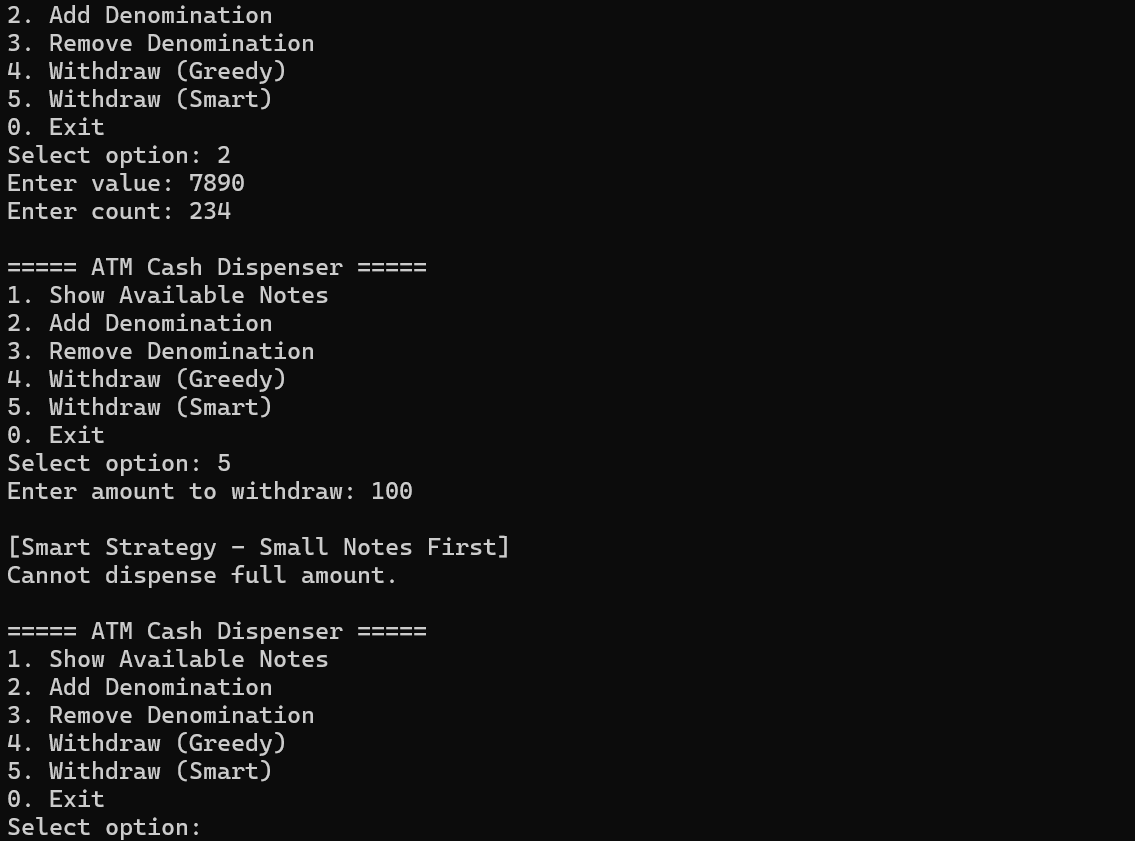 2. Add Denomination
3. Remove Denomination
4. Withdraw (Greedy)
5. Withdraw (Smart)
0. Exit
Select option: 2
Enter value: 7890
Enter count: 234

===== ATM Cash Dispenser =====
1. Show Available Notes
2. Add Denomination
3. Remove Denomination
4. Withdraw (Greedy)
5. Withdraw (Smart)
0. Exit
Select option: 5
Enter amount to withdraw: 100

[Smart Strategy - Small Notes First]
Cannot dispense full amount.

===== ATM Cash Dispenser =====
1. Show Available Notes
2. Add Denomination
3. Remove Denomination
4. Withdraw (Greedy)
5. Withdraw (Smart)
0. Exit
Select option: